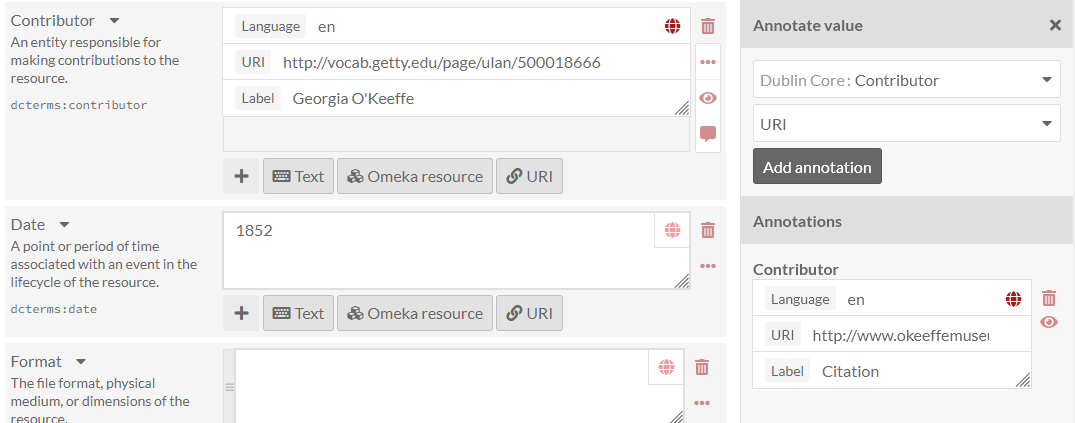 Contributor
An entity responsible for
making contributions to the
resource.
dcterms:contributor
Language en
URI http://vocab.getty.edu/page/ulan/500018666
Label Georgia O'Keeffe
Text
Omeka resource
URI
Date
A point or period of time
associated with an event in the
lifecycle of the resource.
dcterms:date
1852
Text
Omeka resource
URI
Format
The file format, physical
medium, or dimensions of the
resource.
Annotate value
Dublin Core: Contributor
URI
Add annotation
Annotations
Contributor
Language en
URI http://www.okeeffemuseu
Label Citation